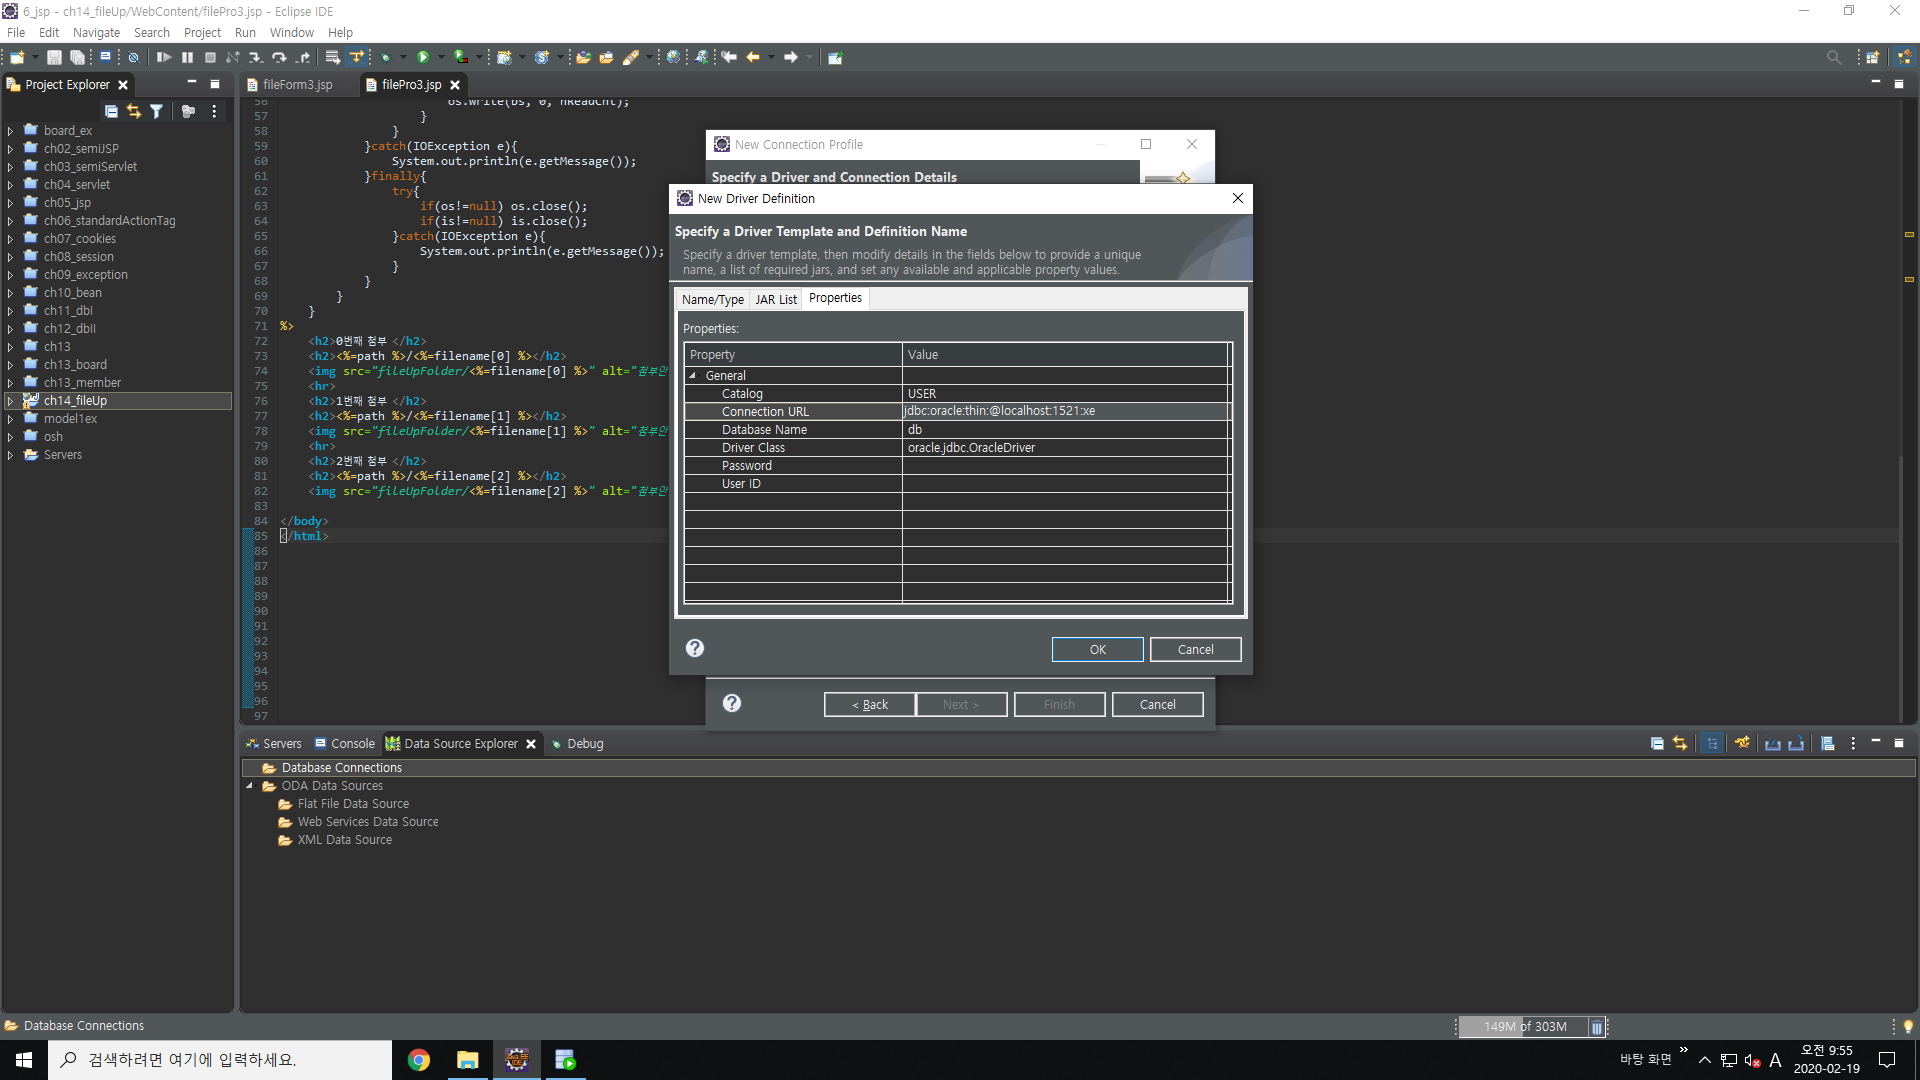 6_jsp - ch14_fileUp/WebContent/filePro3.jsp - Eclipse IDE
File Edit Navigate Search Project Run Window Help
Project Explorer
fileForm3.jsp
filePro3.jsp
board_ex
ch02_semiJSP
ch03_semiServlet
ch04_servlet
ch05_jsp
ch06_standardActionTag
ch07_cookies
ch08_session
ch09_exception
ch10_bean
ch11_dbI
ch12_dbII
ch13
ch13_board
ch13_member
ch14_fileUp
model1ex
osh
Servers
56 os.write(bs, 0, nReadCnt);
57 }
58 }
59 }catch(IOException e){
60 System.out.println(e.getMessage());
61 }finally{
62 try{
63 if(os!=null) os.close();
64 if(is!=null) is.close();
65 }catch(IOException e){
66 System.out.println(e.getMessage());
67 }
68 }
69 }
70 }
71 %>
72 <h2>0번째 첨부 </h2>
73 <h2><%=path %>/<%=filename[0] %></h2>
74 <img src="fileUpFolder/<%=filename[0] %>" alt="첨부안
75 <hr>
76 <h2>1번째 첨부 </h2>
77 <h2><%=path %>/<%=filename[1] %></h2>
78 <img src="fileUpFolder/<%=filename[1] %>" alt="첨부안
79 <hr>
80 <h2>2번째 첨부 </h2>
81 <h2><%=path %>/<%=filename[2] %></h2>
82 <img src="fileUpFolder/<%=filename[2] %>" alt="첨부안
83
84 </body>
85 </html>
86
87
88
89
90
91
92
93
94
95
96
97
New Connection Profile
Specify a Driver and Connection Details
New Driver Definition
Specify a Driver Template and Definition Name
Specify a driver template, then modify details in the fields below to provide a unique
name, a list of required jars, and set any available and applicable property values.
Name/Type JAR List Properties
Properties:
Property Value
General
Catalog USER
Connection URL jdbc:oracle:thin:@localhost:1521:xe
Database Name db
Driver Class oracle.jdbc.OracleDriver
Password
User ID
OK Cancel
< Back Next > Finish Cancel
Servers Console Data Source Explorer Debug
Database Connections
ODA Data Sources
Flat File Data Source
Web Services Data Source
XML Data Source
Database Connections
149M of 303M
검색하려면 여기에 입력하세요.
바탕 화면
A
오전 9:55
2020-02-19